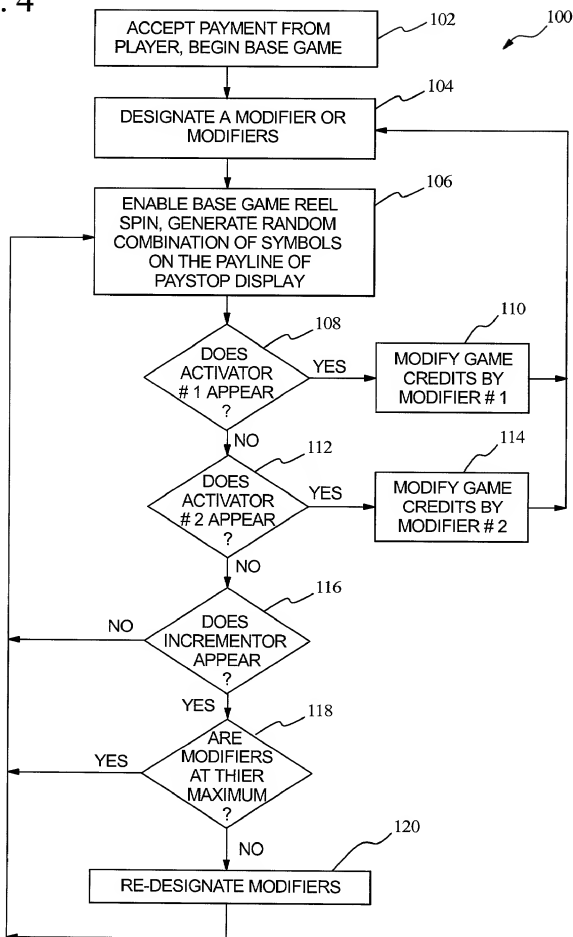 . 4
100
102
ACCEPT PAYMENT FROM
PLAYER, BEGIN BASE GAME
104
DESIGNATE A MODIFIER OR
MODIFIERS
106
ENABLE BASE GAME REEL
SPIN, GENERATE RANDOM
COMBINATION OF SYMBOLS
ON THE PAYLINE OF
PAYSTOP DISPLAY
108
DOES
ACTIVATOR
# 1 APPEAR
?
YES
110
MODIFY GAME
CREDITS BY
MODIFIER # 1
NO
112
DOES
ACTIVATOR
# 2 APPEAR
?
YES
114
MODIFY GAME
CREDITS BY
MODIFIER # 2
NO
116
DOES
INCREMENTOR
APPEAR
?
NO
YES
118
ARE
MODIFIERS
AT THIER
MAXIMUM
?
YES
NO
120
RE-DESIGNATE MODIFIERS